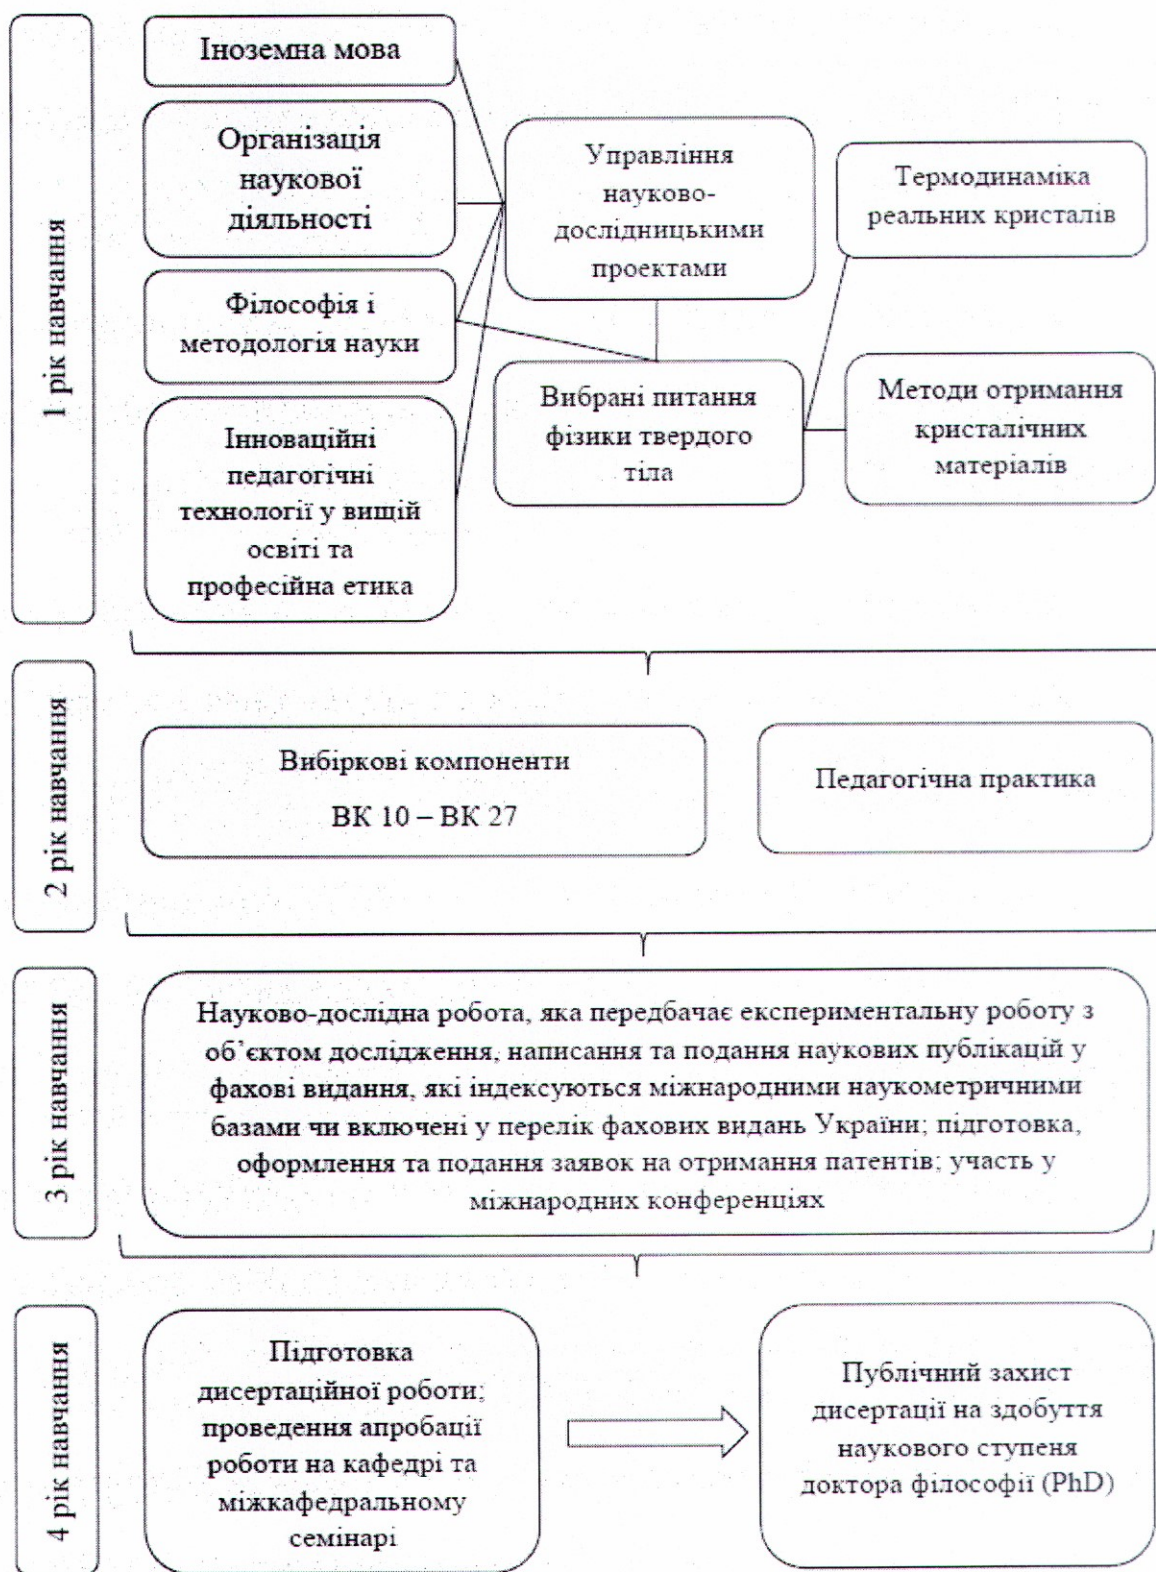 1 рік навчання
Іноземна мова
Організація
наукової
діяльності
Філософія і
методологія науки
Інноваційні
педагогічні
технології у вищій
освіті та
професійна етика
Управління
науково-
дослідницькими
проектами
Вибрані питання
фізики твердого
тіла
Термодинаміка
реальних кристалів
Методи отримання
кристалічних
матеріалів
2 рік навчання
Вибіркові компоненти
ВК 10 – ВК 27
Педагогічна практика
3 рік навчання
Науково-дослідна робота, яка передбачає експериментальну роботу з
об’єктом дослідження, написання та подання наукових публікацій у
фахові видання, які індексуються міжнародними наукометричними
базами чи включені у перелік фахових видань України; підготовка,
оформлення та подання заявок на отримання патентів; участь у
міжнародних конференціях
4 рік навчання
Підготовка
дисертаційної роботи;
проведення апробації
роботи на кафедрі та
міжкафедральному
семінарі
Публічний захист
дисертації на здобуття
наукового ступеня
доктора філософії (PhD)